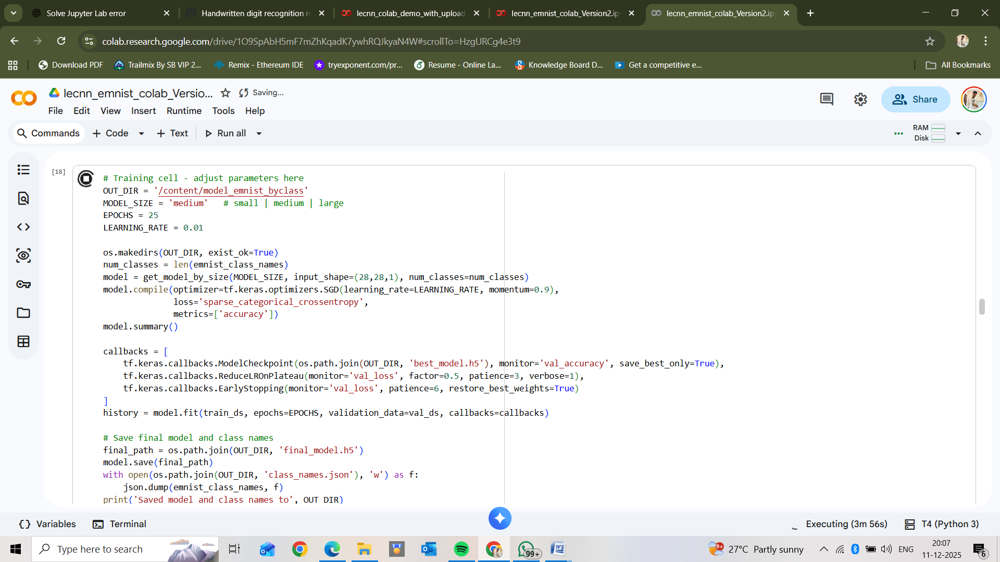 Solve Jupyter Lab error
Handwritten digit recognition r
lecnn_colab_demo_with_upload
lecnn_emnist_colab_Version2.ip
lecnn_emnist_colab_Version2.ip
colab.research.google.com/drive/1O9SpAbH5mF7mZhKqadK7ywhRQJkyaN4W#scrollTo=HzgURCg4e3t9
Download PDF
Trailmix By SB VIP 2...
Remix - Ethereum IDE
tryexponent.com/pr...
Resume - Online La...
Knowledge Board D...
Get a competitive e...
All Bookmarks
lecnn_emnist_colab_Versio...
Saving...
File Edit View Insert Runtime Tools Help
Share
Commands
+ Code
+ Text
Run all
RAM
Disk
[18]
# Training cell - adjust parameters here
OUT_DIR = '/content/model_emnist_byclass'
MODEL_SIZE = 'medium'   # small | medium | large
EPOCHS = 25
LEARNING_RATE = 0.01
os.makedirs(OUT_DIR, exist_ok=True)
num_classes = len(emnist_class_names)
model = get_model_by_size(MODEL_SIZE, input_shape=(28,28,1), num_classes=num_classes)
model.compile(optimizer=tf.keras.optimizers.SGD(learning_rate=LEARNING_RATE, momentum=0.9),
loss='sparse_categorical_crossentropy',
metrics=['accuracy'])
model.summary()
callbacks = [
tf.keras.callbacks.ModelCheckpoint(os.path.join(OUT_DIR, 'best_model.h5'), monitor='val_accuracy', save_best_only=True),
tf.keras.callbacks.ReduceLROnPlateau(monitor='val_loss', factor=0.5, patience=3, verbose=1),
tf.keras.callbacks.EarlyStopping(monitor='val_loss', patience=6, restore_best_weights=True)
]
history = model.fit(train_ds, epochs=EPOCHS, validation_data=val_ds, callbacks=callbacks)
# Save final model and class names
final_path = os.path.join(OUT_DIR, 'final_model.h5')
model.save(final_path)
with open(os.path.join(OUT_DIR, 'class_names.json'), 'w') as f:
json.dump(emnist_class_names, f)
print('Saved model and class names to', OUT_DIR)
Variables
Terminal
Executing (3m 56s)
T4 (Python 3)
Type here to search
99+
9+
27°C Partly sunny
ENG
20:07
11-12-2025
6